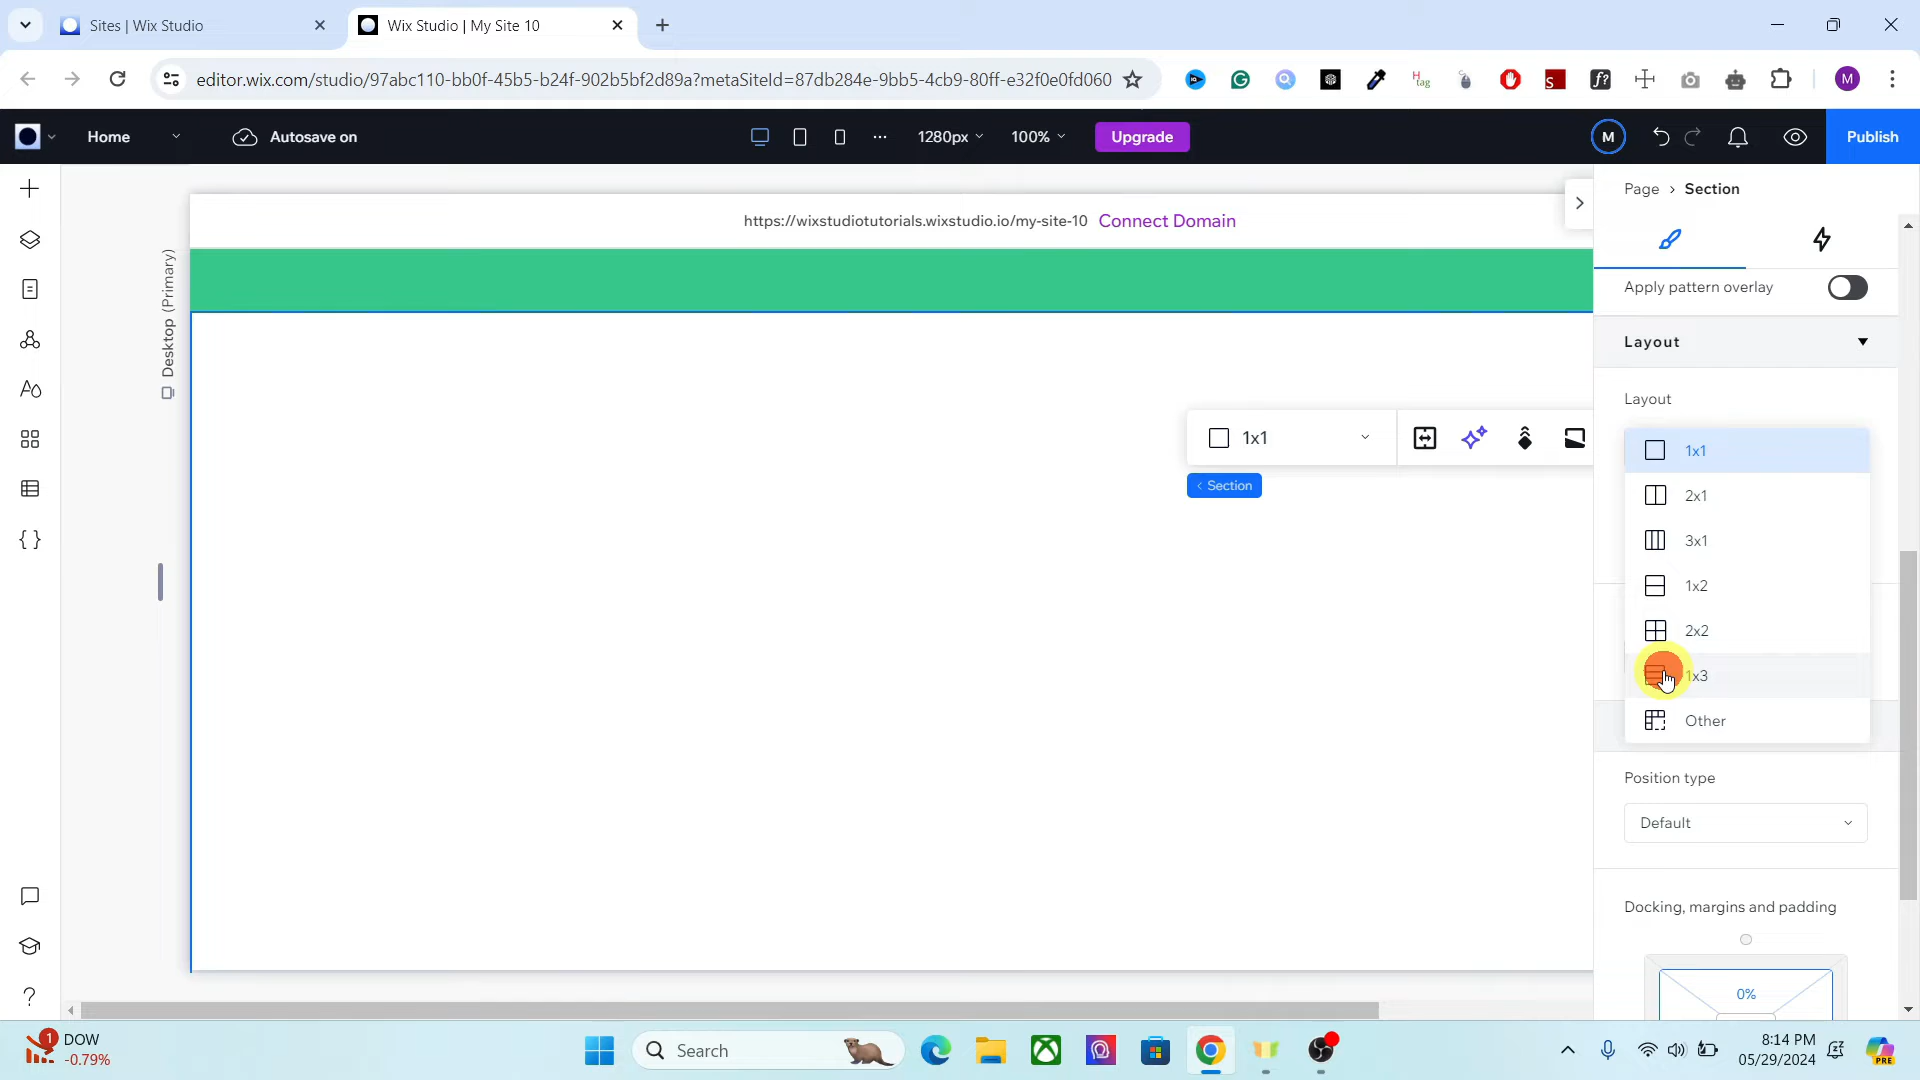 Sites | Wix Studio
Wix Studio | My Site 10
editor.wix.com/studio/97abc110-bb0f-45b5-b24f-902b5bf2d89a?metaSiteId=87db284e-9bb5-4cb9-80ff-e32f0e0fd060
H
tag
M
Home
Autosave on
1280px
100%
Upgrade
M
Publish
Page > Section
https://wixstudiotutorials.wixstudio.io/my-site-10 Connect Domain
Desktop (Primary)
Apply pattern overlay
Layout
Layout
1x1
< Section
1x1
2x1
3x1
1x2
2x2
1x3
Other
Position type
Default
Docking, margins and padding
0%
1
DOW
-0.79%
Search
8:14 PM
05/29/2024
PRE